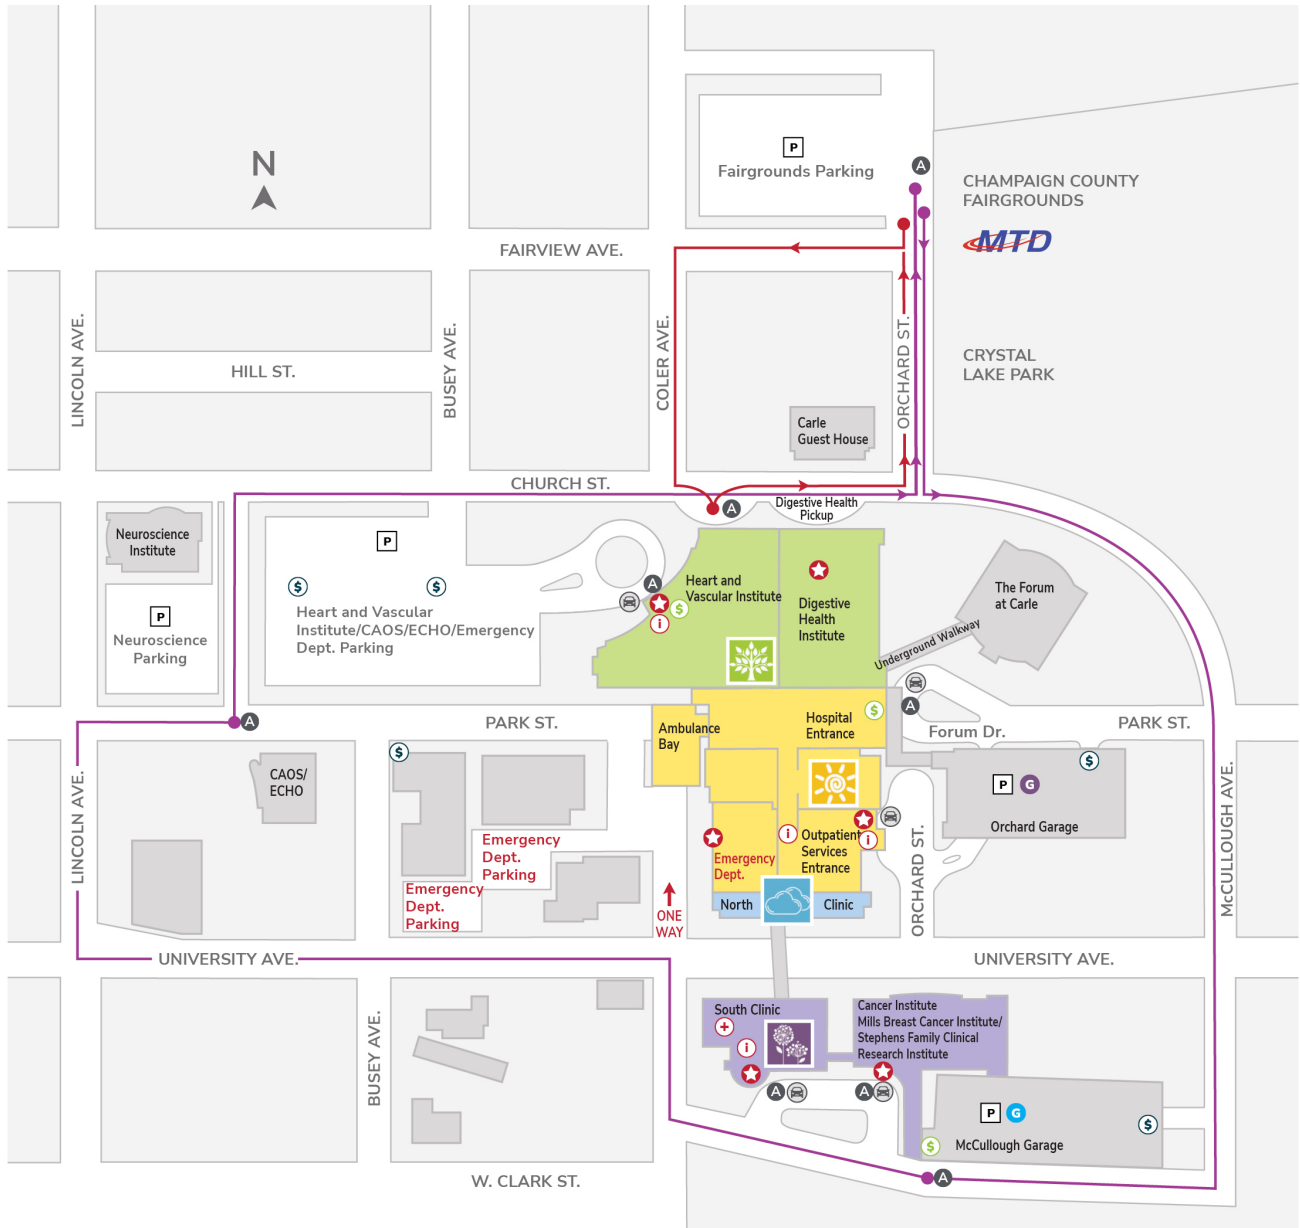 N
P
Fairgrounds Parking
A
CHAMPAIGN COUNTY
FAIRGROUNDS
MTD
FAIRVIEW AVE.
LINCOLN AVE.
HILL ST.
BUSEY AVE.
COLER AVE.
ORCHARD ST.
CRYSTAL
LAKE PARK
Carle
Guest House
CHURCH ST.
A
Digestive Health
Pickup
Neuroscience
Institute
P
Neuroscience
Parking
P
$
$
Heart and Vascular
Institute/CAOS/ECHO/Emergency
Dept. Parking
A
$
i
Heart and
Vascular Institute
Digestive
Health
Institute
The Forum
at Carle
Underground Walkway
A
PARK ST.
Ambulance
Bay
Hospital
Entrance
$
A
Forum Dr.
PARK ST.
LINCOLN AVE.
CAOS/
ECHO
$
Emergency
Dept.
Parking
Emergency
Dept.
Parking
ONE
WAY
Emergency
Dept.
i
Outpatient
Services
Entrance
i
North
Clinic
P
G
$
Orchard Garage
ORCHARD ST.
McCULLOUGH AVE.
UNIVERSITY AVE.
UNIVERSITY AVE.
BUSEY AVE.
South Clinic
i
A
Cancer Institute
Mills Breast Cancer Institute/
Stephens Family Clinical
Research Institute
A
P
G
$
McCullough Garage
$
A
W. CLARK ST.